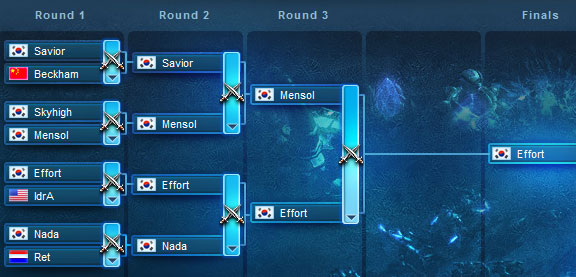 Round 1 Round 2 Round 3 Finals
Savior
Beckham
Skyhigh
Mensol
Effort
IdrA
Nada
Ret
Savior
Mensol
Effort
Nada
Mensol
Effort
Effort